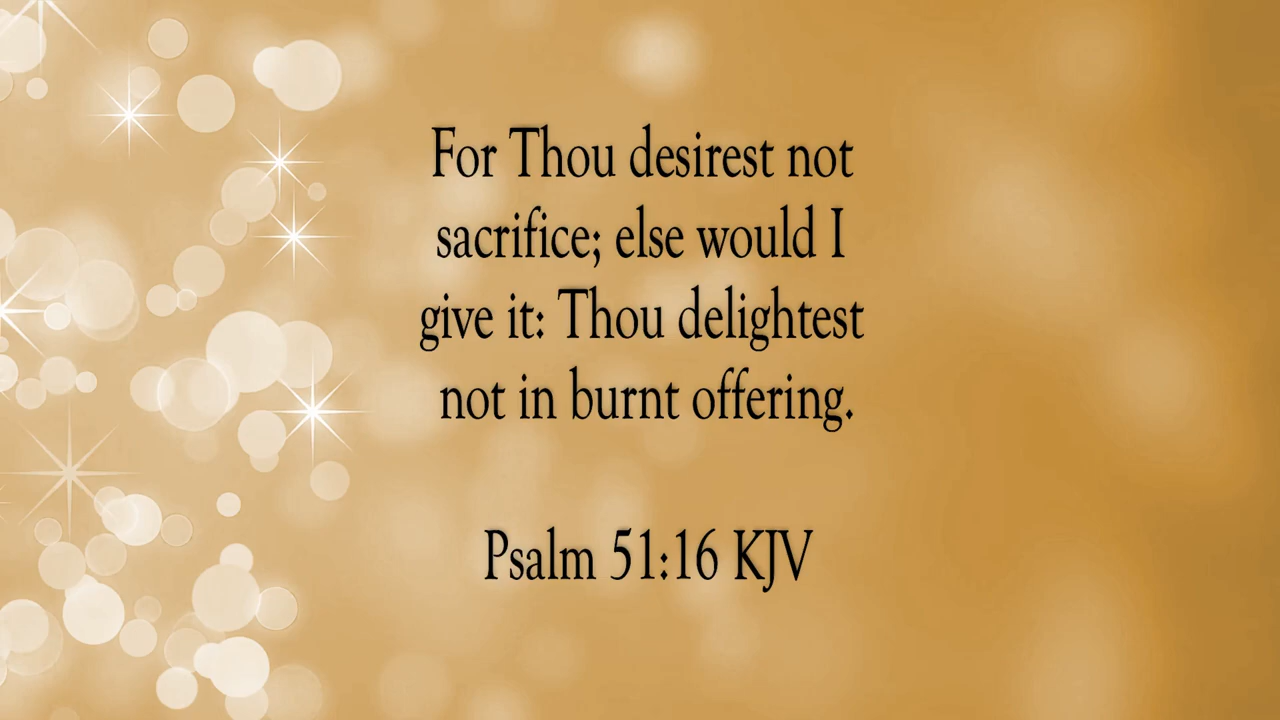 For Thou desirest not
sacrifice; else would I
give it: Thou delightest
not in burnt offering.
Psalm 51:16 KJV